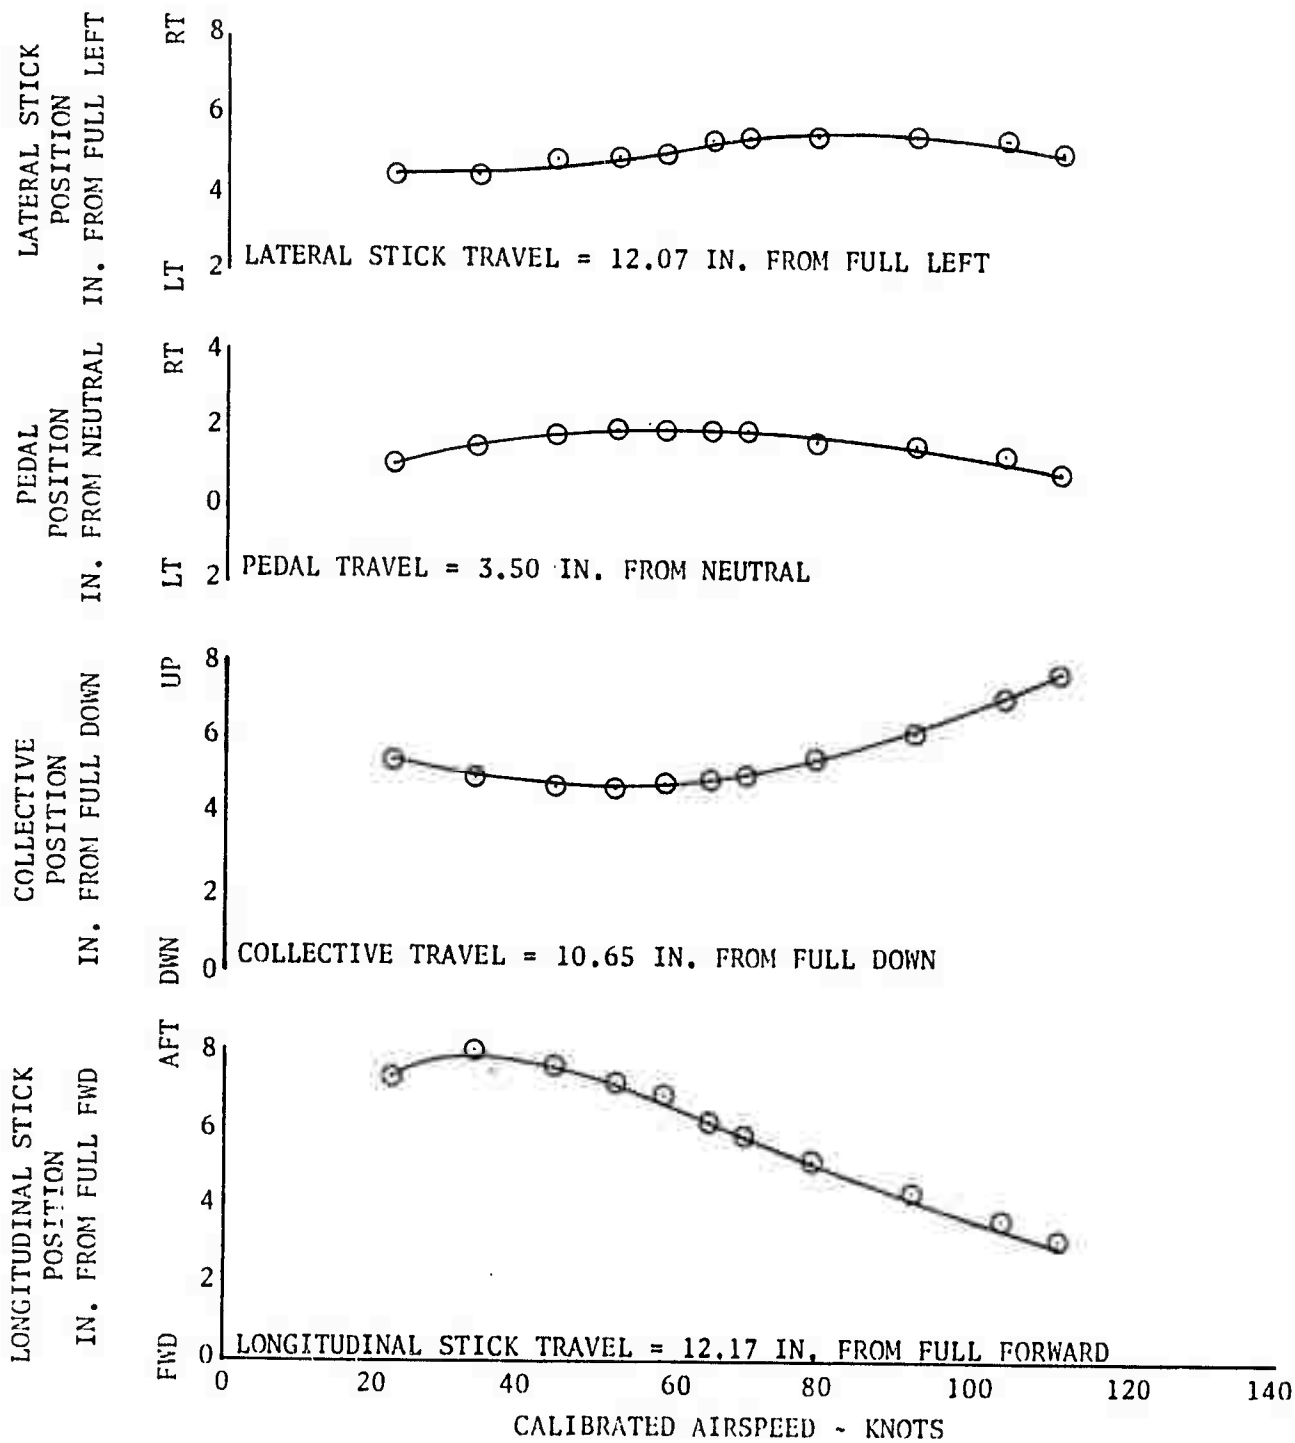 LATERAL STICK
POSITION
IN. FROM FULL LEFT
RT
LT
8
6
4
2
LATERAL STICK TRAVEL = 12.07 IN. FROM FULL LEFT
PEDAL
POSITION
IN. FROM NEUTRAL
RT
LT
4
2
0
2
PEDAL TRAVEL = 3.50 IN. FROM NEUTRAL
COLLECTIVE
POSITION
IN. FROM FULL DOWN
UP
DWN
8
6
4
2
0
COLLECTIVE TRAVEL = 10.65 IN. FROM FULL DOWN
LONGITUDINAL STICK
POSITION
IN. FROM FULL FWD
AFT
FWD
8
6
4
2
0
LONGITUDINAL STICK TRAVEL = 12.17 IN. FROM FULL FORWARD
0 20 40 60 80 100 120 140
CALIBRATED AIRSPEED ~ KNOTS